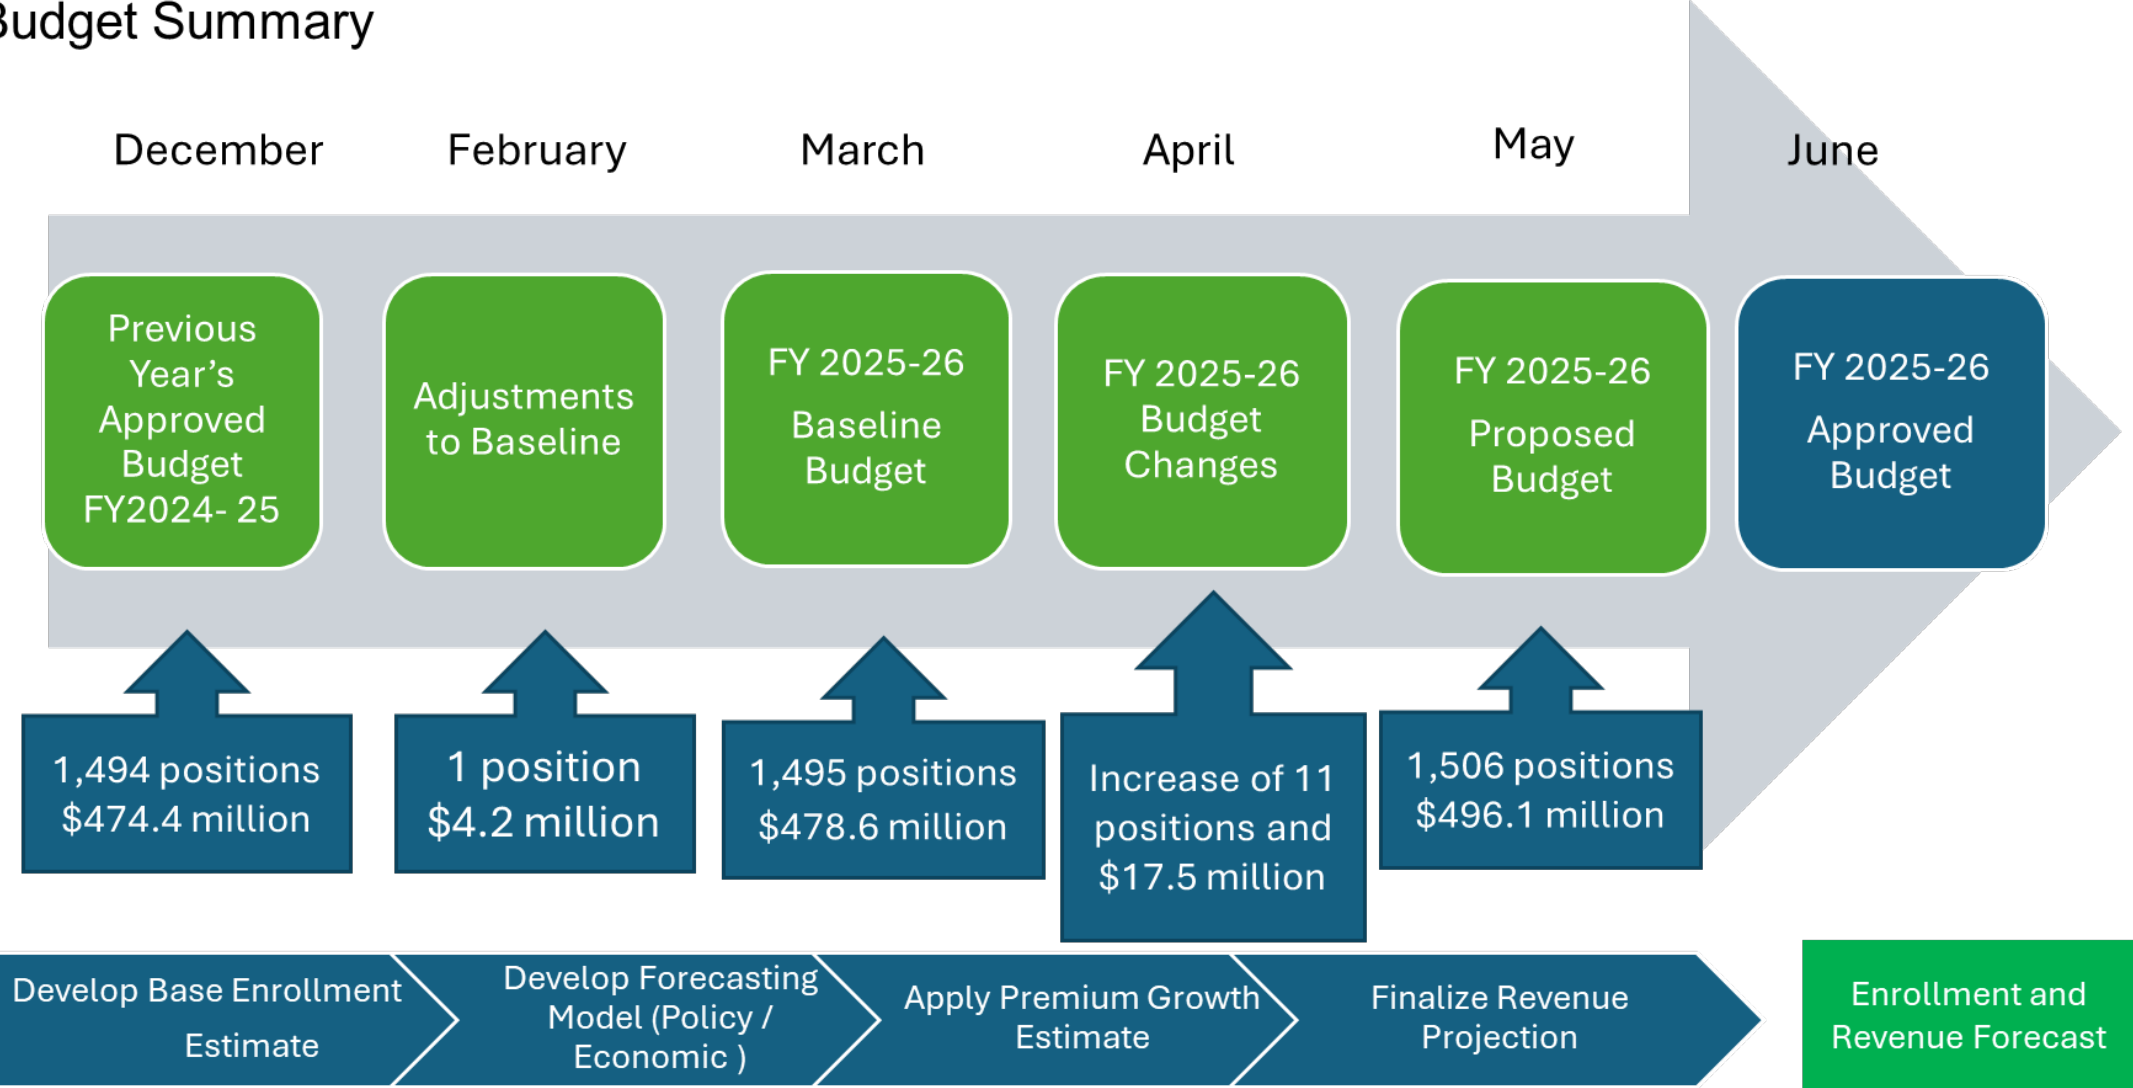 Budget Summary
December
February
March
April
May
June
Previous
Year’s
Approved
Budget
FY2024- 25
Adjustments
to Baseline
FY 2025-26
Baseline
Budget
FY 2025-26
Budget
Changes
FY 2025-26
Proposed
Budget
FY 2025-26
Approved
Budget
1,494 positions
$474.4 million
1 position
$4.2 million
1,495 positions
$478.6 million
Increase of 11
positions and
$17.5 million
1,506 positions
$496.1 million
Develop Base Enrollment
Estimate
Develop Forecasting
Model (Policy /
Economic )
Apply Premium Growth
Estimate
Finalize Revenue
Projection
Enrollment and
Revenue Forecast